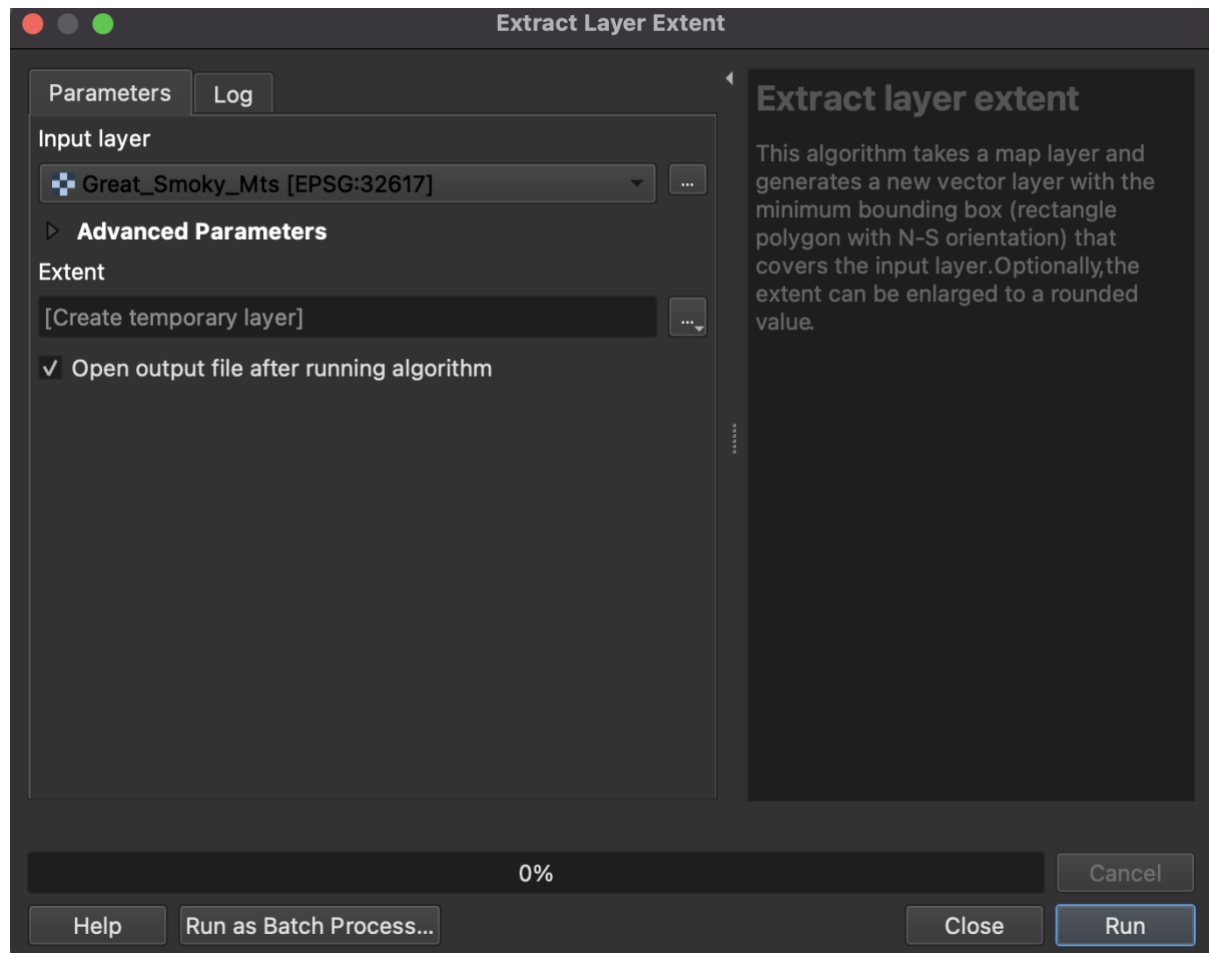 Extract Layer Extent
Parameters
Log
Input layer
Great_Smoky_Mts [EPSG:32617]
...
Advanced Parameters
Extent
[Create temporary layer]
...
Open output file after running algorithm
Extract layer extent
This algorithm takes a map layer and
generates a new vector layer with the
minimum bounding box (rectangle
polygon with N-S orientation) that
covers the input layer.Optionally,the
extent can be enlarged to a rounded
value.
0%
Cancel
Help
Run as Batch Process...
Close
Run